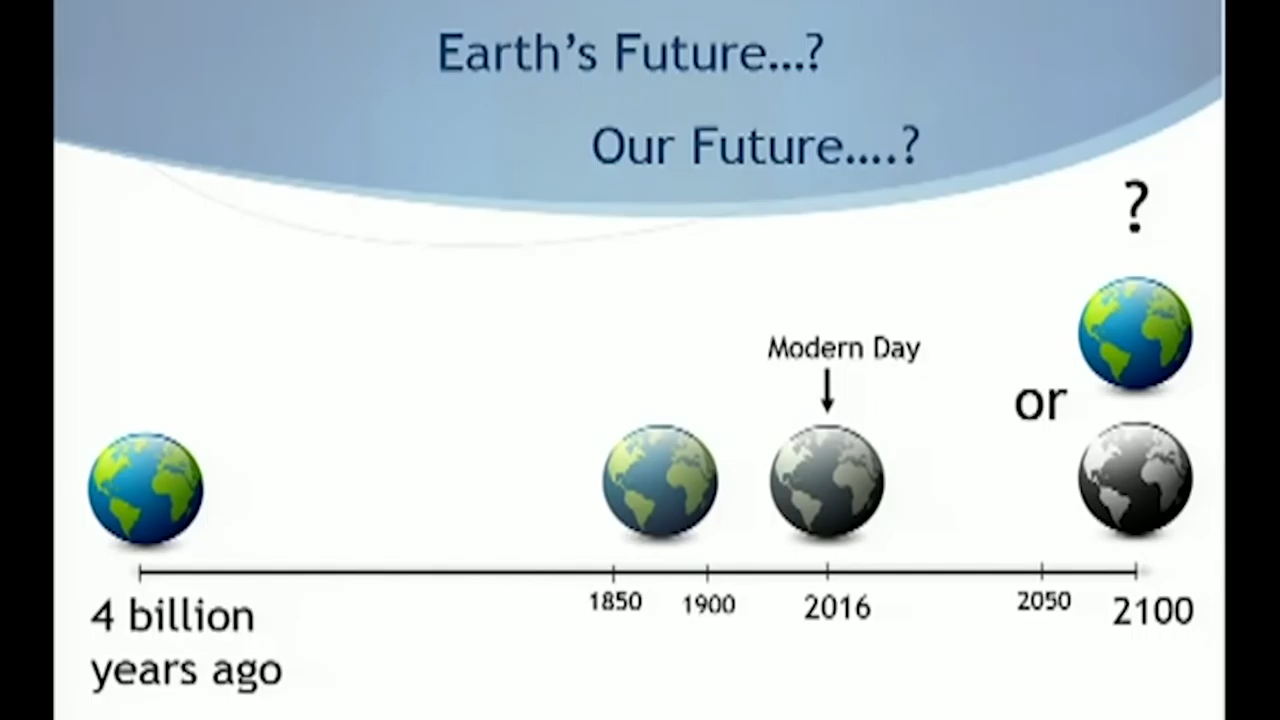 Earth’s Future...?
Our Future....?
?
Modern Day
or
1850
1900
2016
2050
2100
4 billion
years ago